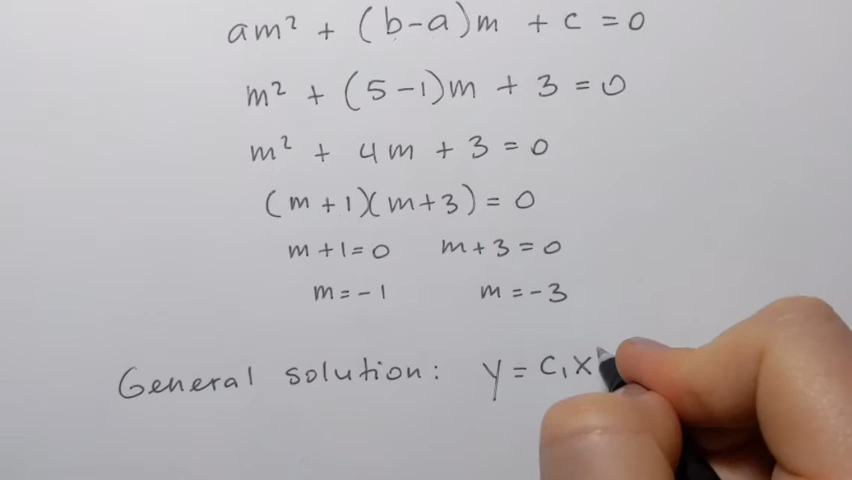 am² + (b-a)m + c = 0
m² + (5-1)m + 3 = 0
m² + 4m + 3 = 0
(m+1)(m+3) = 0
m+1=0 m+3=0
m=-1 m=-3
General solution: y = c₁x